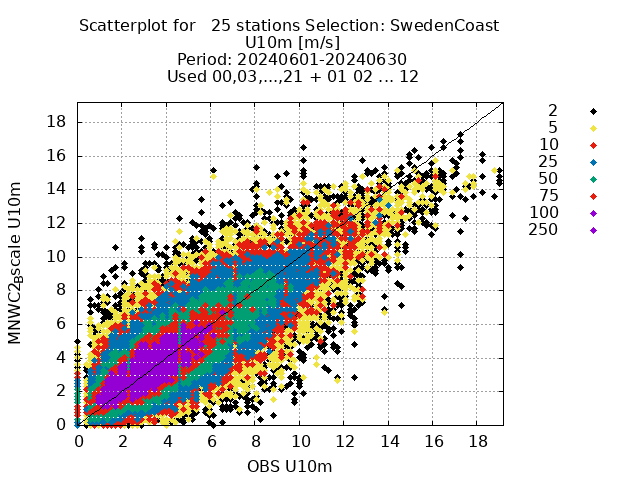 Scatterplot for 25 stations Selection: SwedenCoast
U10m [m/s]
Period: 20240601-20240630
Used 00,03,...,21 + 01 02 ... 12
2
5
10
25
50
75
100
250
18
16
14
12
10
8
6
4
2
0
MNWC2Bscale U10m
0 2 4 6 8 10 12 14 16 18
OBS U10m